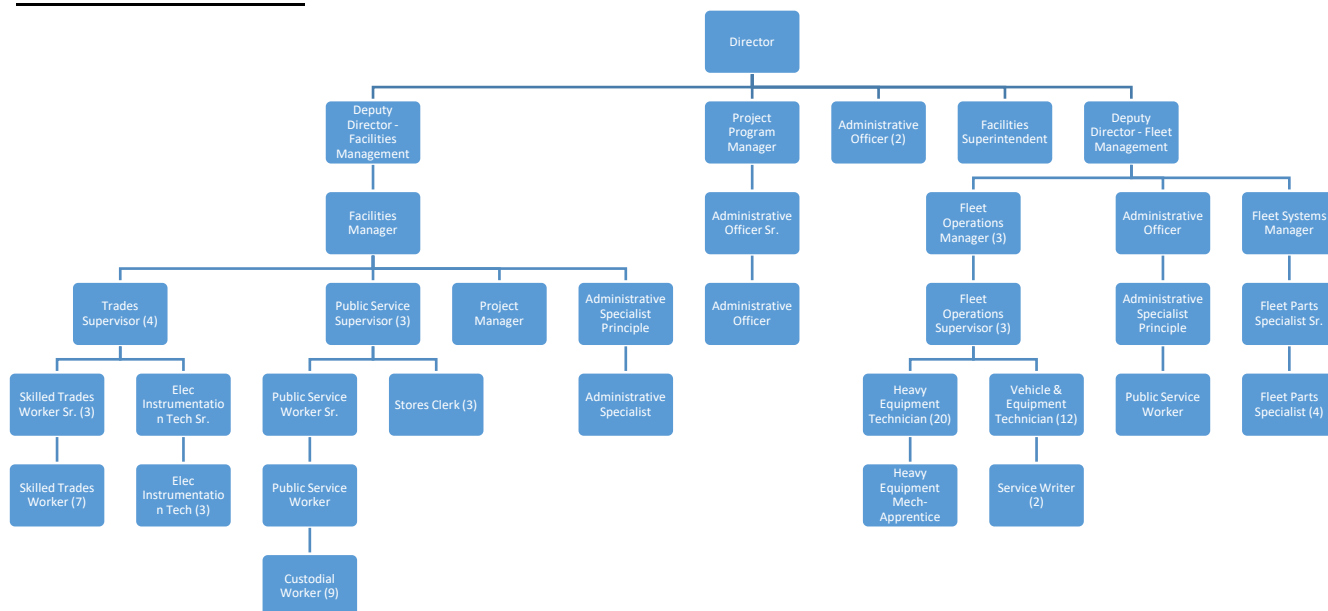 Director
Deputy
Director -
Facilities
Management
Project
Program
Manager
Administrative
Officer (2)
Facilities
Superintendent
Deputy
Director - Fleet
Management
Facilities
Manager
Administrative
Officer Sr.
Fleet
Operations
Manager (3)
Administrative
Officer
Fleet Systems
Manager
Trades
Supervisor (4)
Public Service
Supervisor (3)
Project
Manager
Administrative
Specialist
Principle
Administrative
Officer
Fleet
Operations
Supervisor (3)
Administrative
Specialist
Principle
Fleet Parts
Specialist Sr.
Skilled Trades
Worker Sr. (3)
Elec
Instrumentatio
n Tech Sr.
Public Service
Worker Sr.
Stores Clerk (3)
Administrative
Specialist
Heavy
Equipment
Technician (20)
Vehicle &
Equipment
Technician (12)
Public Service
Worker
Fleet Parts
Specialist (4)
Skilled Trades
Worker (7)
Elec
Instrumentatio
n Tech (3)
Public Service
Worker
Heavy
Equipment
Mech-
Apprentice
Service Writer
(2)
Custodial
Worker (9)